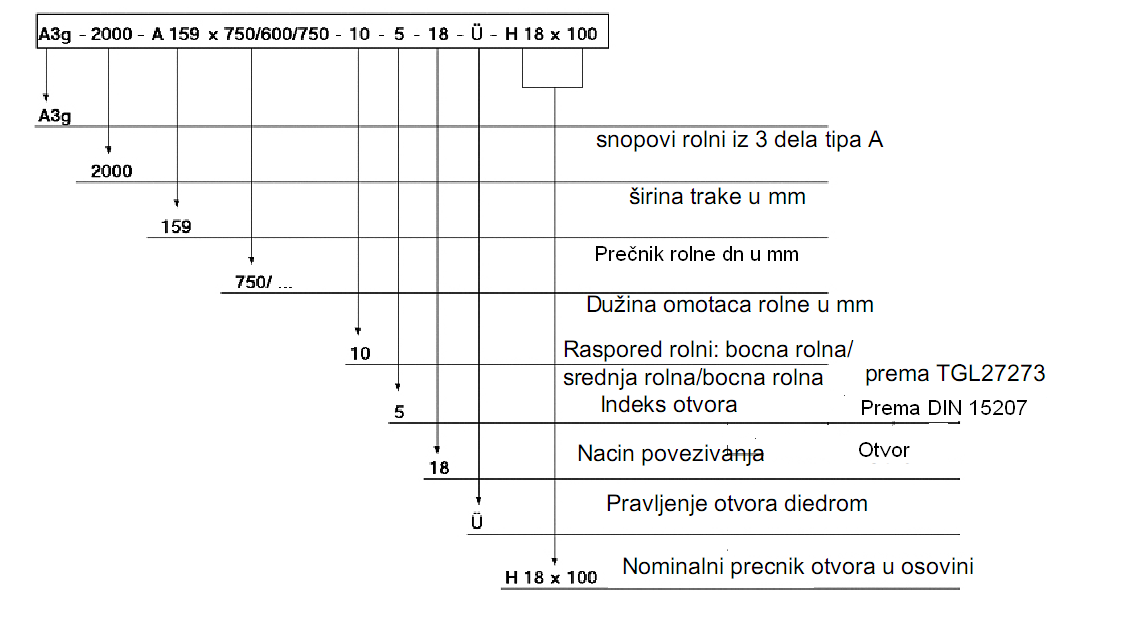 A3g - 2000 - A 159 x 750/600/750 - 10 - 5 - 18 - Ü - H 18 x 100
A3g
snopovi rolni iz 3 dela tipa A
2000
širina trake u mm
159
Prečnik rolne dn u mm
750/ ...
Dužina omotaca rolne u mm
10
Raspored rolni: bocna rolna/
srednja rolna/bocna rolna
prema TGL27273
Indeks otvora
Prema DIN 15207
5
Nacin povezivanja
Otvor
18
Pravljenje otvora diedrom
Ü
Nominalni precnik otvora u osovini
H 18 x 100